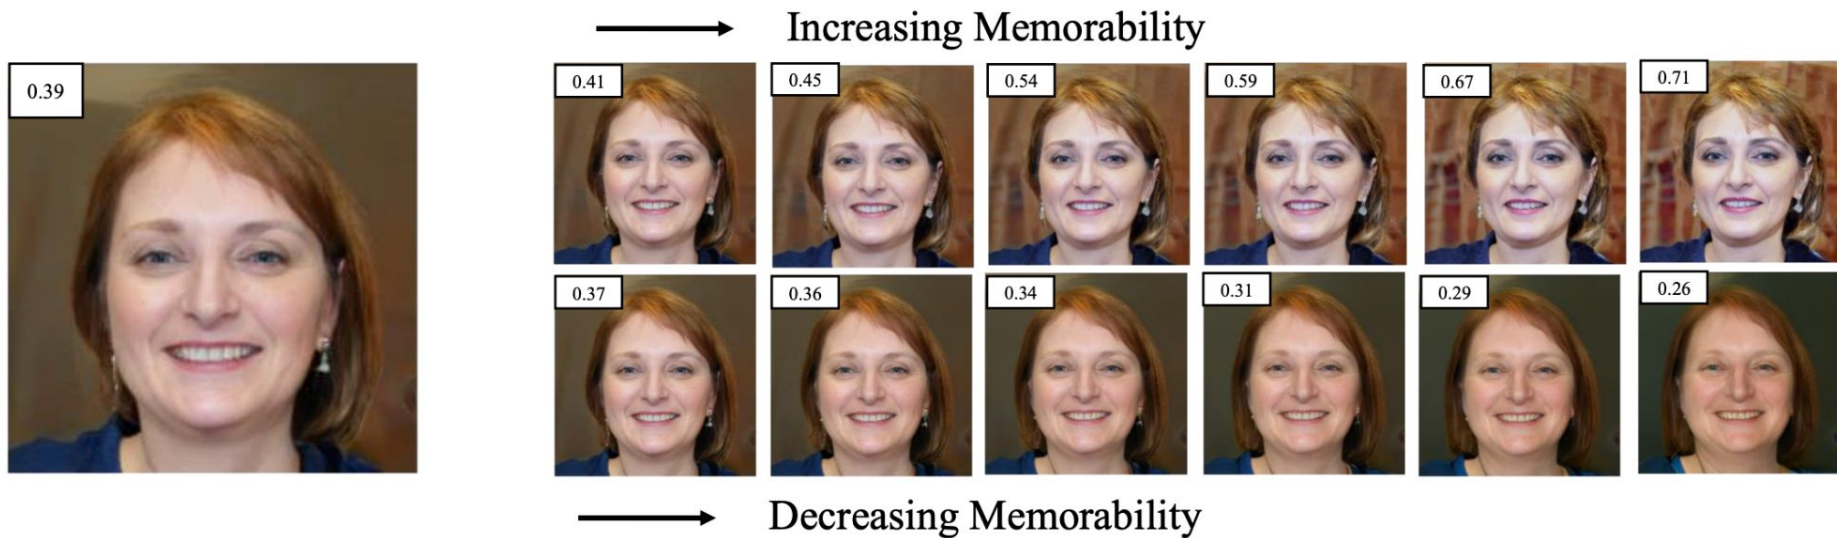 Increasing Memorability
0.39
0.41 0.45 0.54 0.59 0.67 0.71
0.37 0.36 0.34 0.31 0.29 0.26
Decreasing Memorability